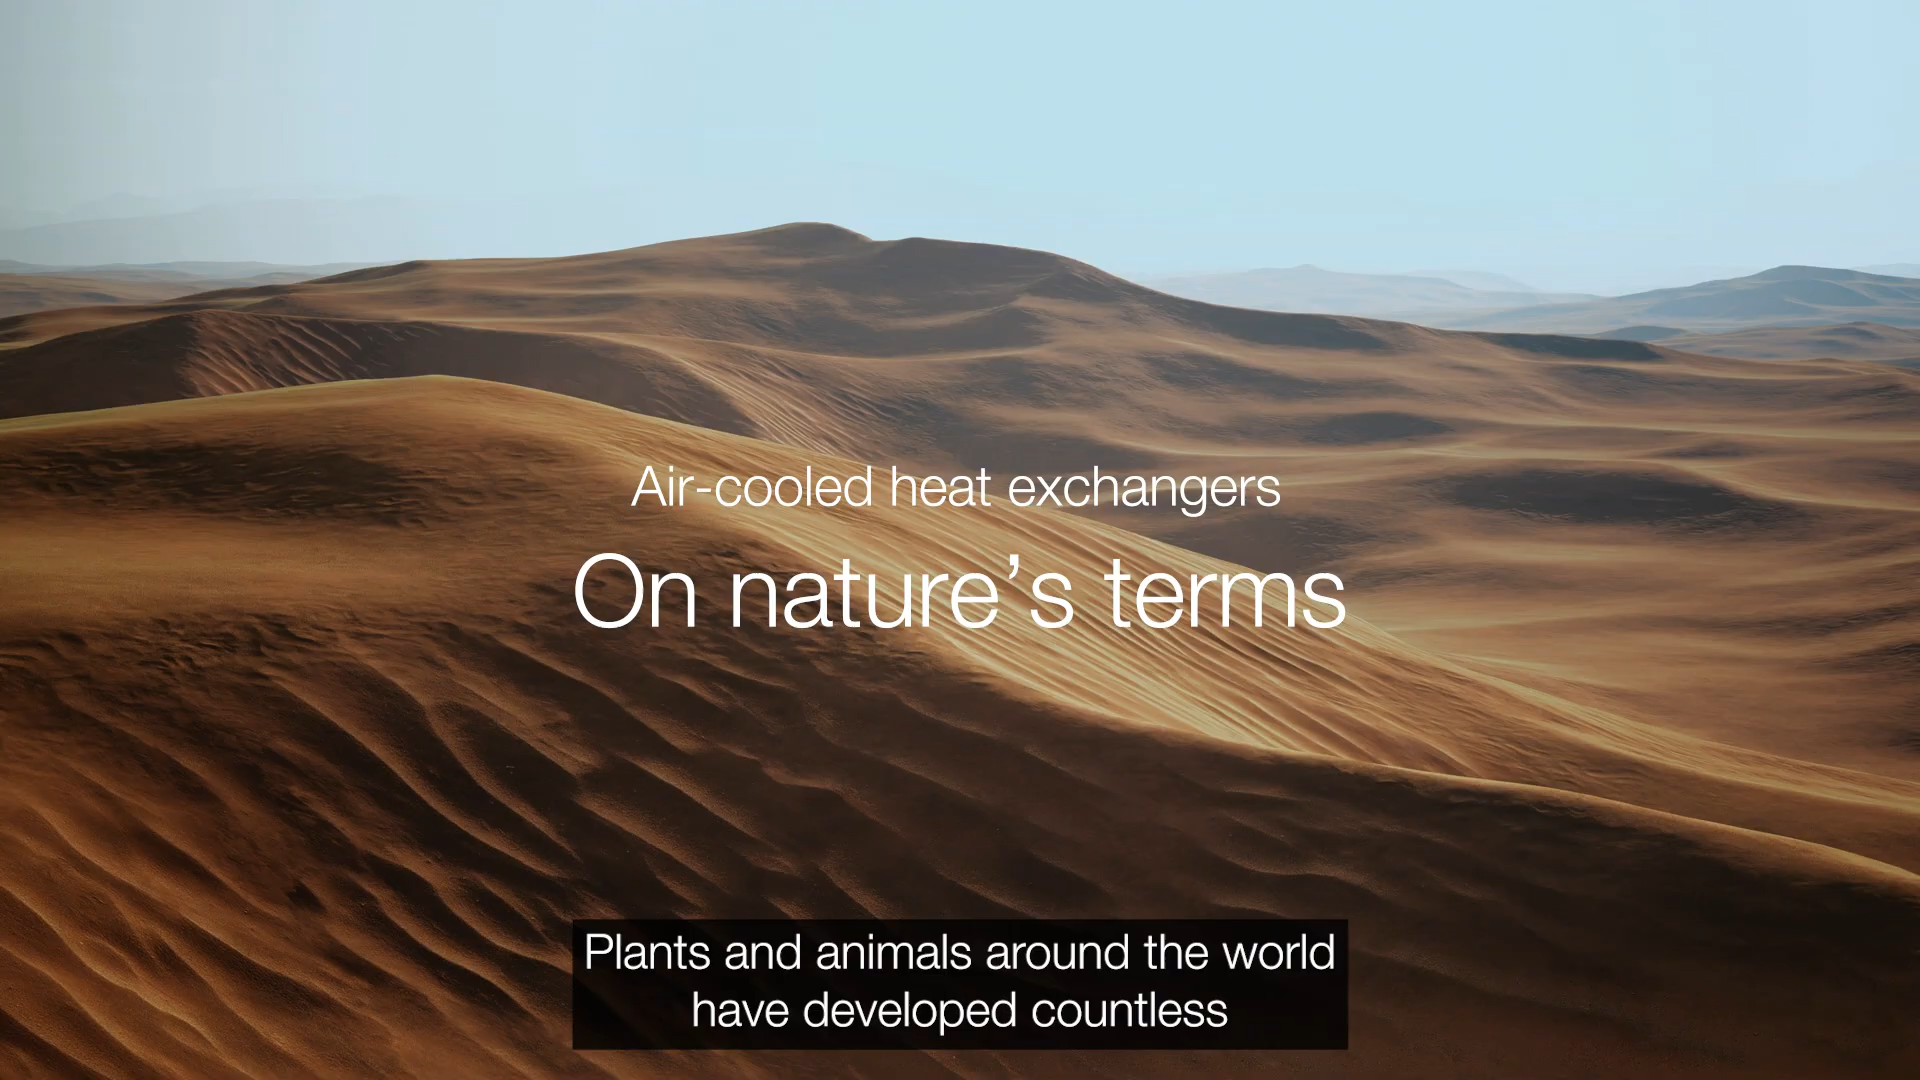 Air-cooled heat exchangers
On nature’s terms
Plants and animals around the world
have developed countless